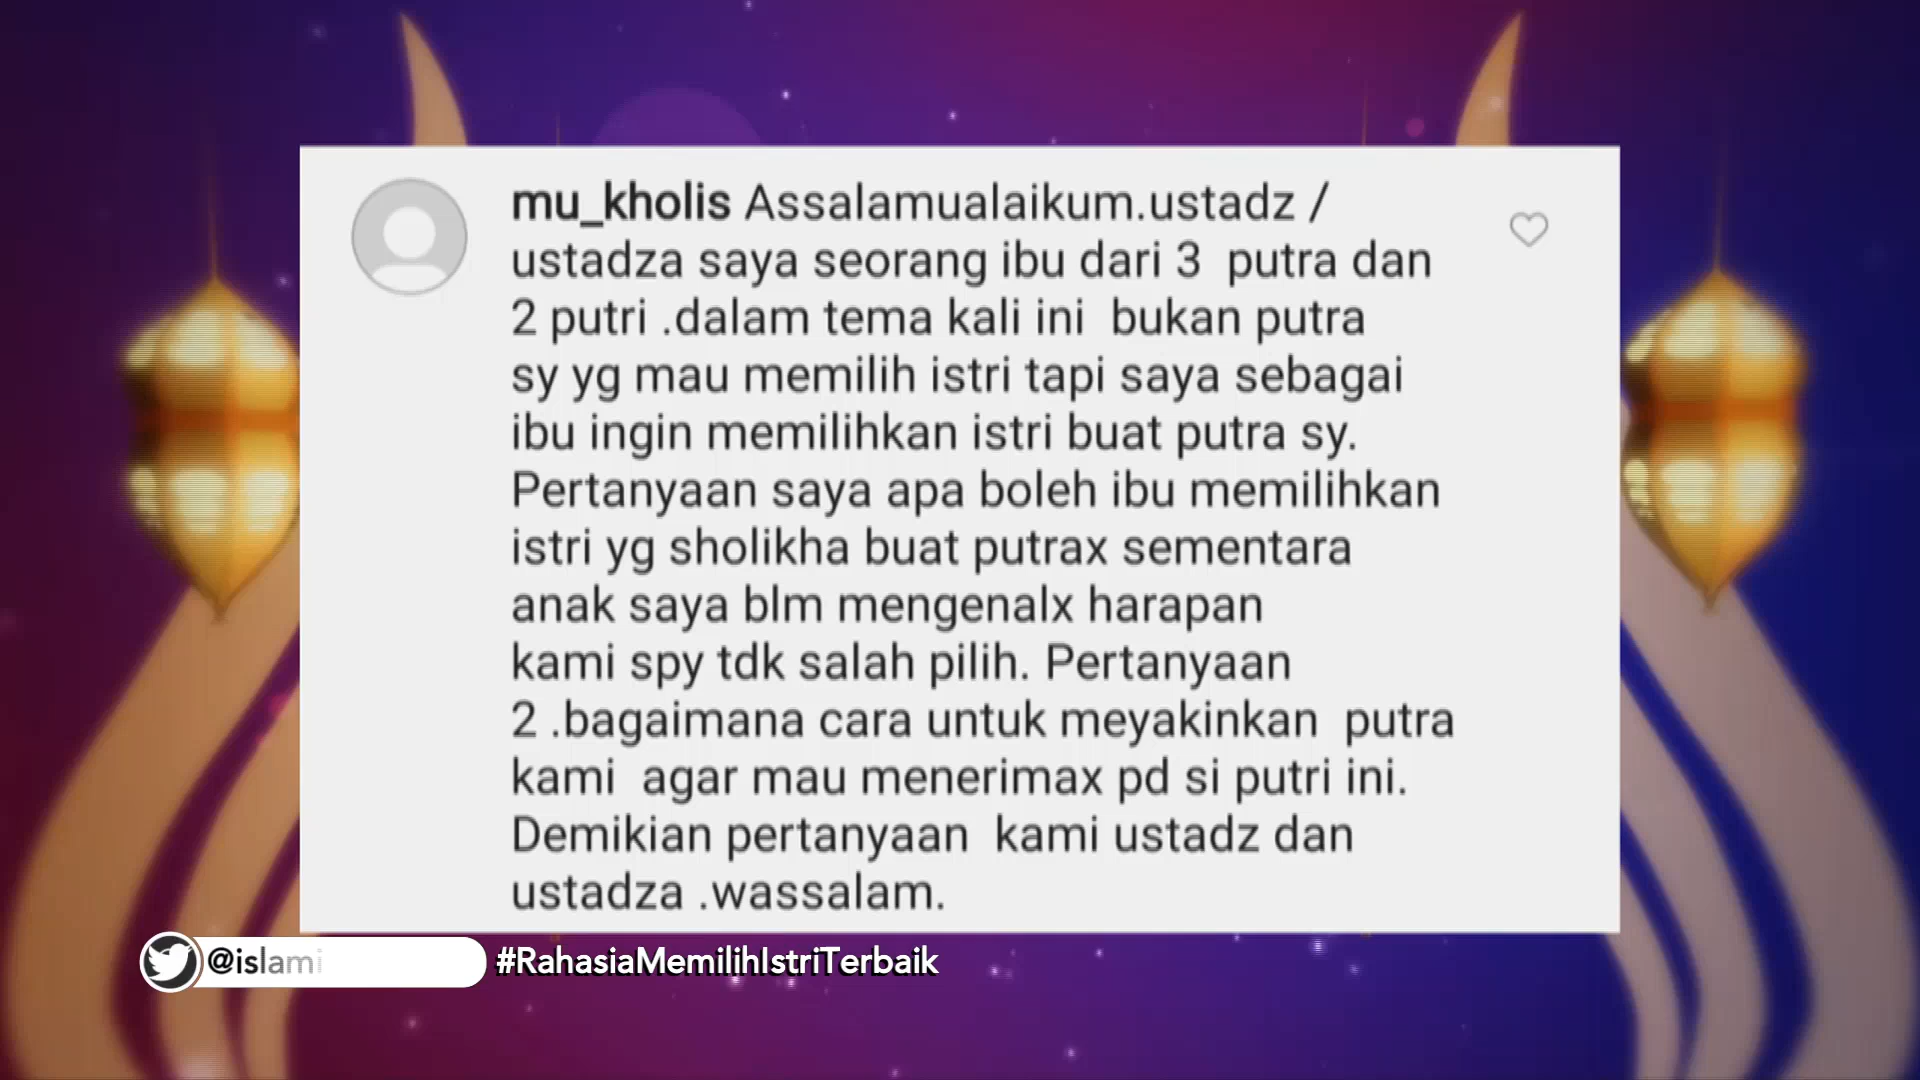 mu_kholis Assalamualaikum.ustadz /
ustadza saya seorang ibu dari 3 putra dan
2 putri .dalam tema kali ini bukan putra
sy yg mau memilih istri tapi saya sebagai
ibu ingin memilihkan istri buat putra sy.
Pertanyaan saya apa boleh ibu memilihkan
istri yg sholikha buat putrax sementara
anak saya blm mengenalx harapan
kami spy tdk salah pilih. Pertanyaan
2 .bagaimana cara untuk meyakinkan putra
kami agar mau menerimax pd si putri ini.
Demikian pertanyaan kami ustadz dan
ustadza .wassalam.
@islami #RahasiaMemilihIstriTerbaik